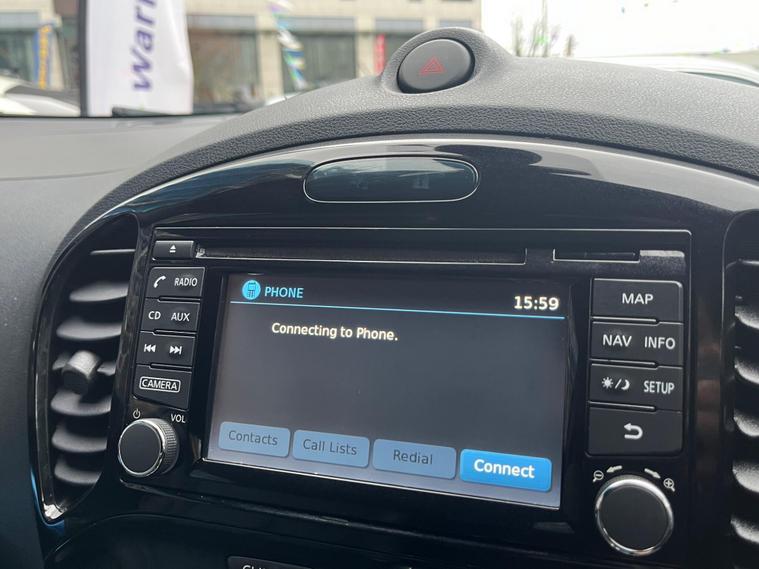 Warr
PHONE
15:59
Connecting to Phone.
Contacts
Call Lists
Redial
Connect
RADIO
CD AUX
CAMERA
VOL
MAP
NAV INFO
SETUP